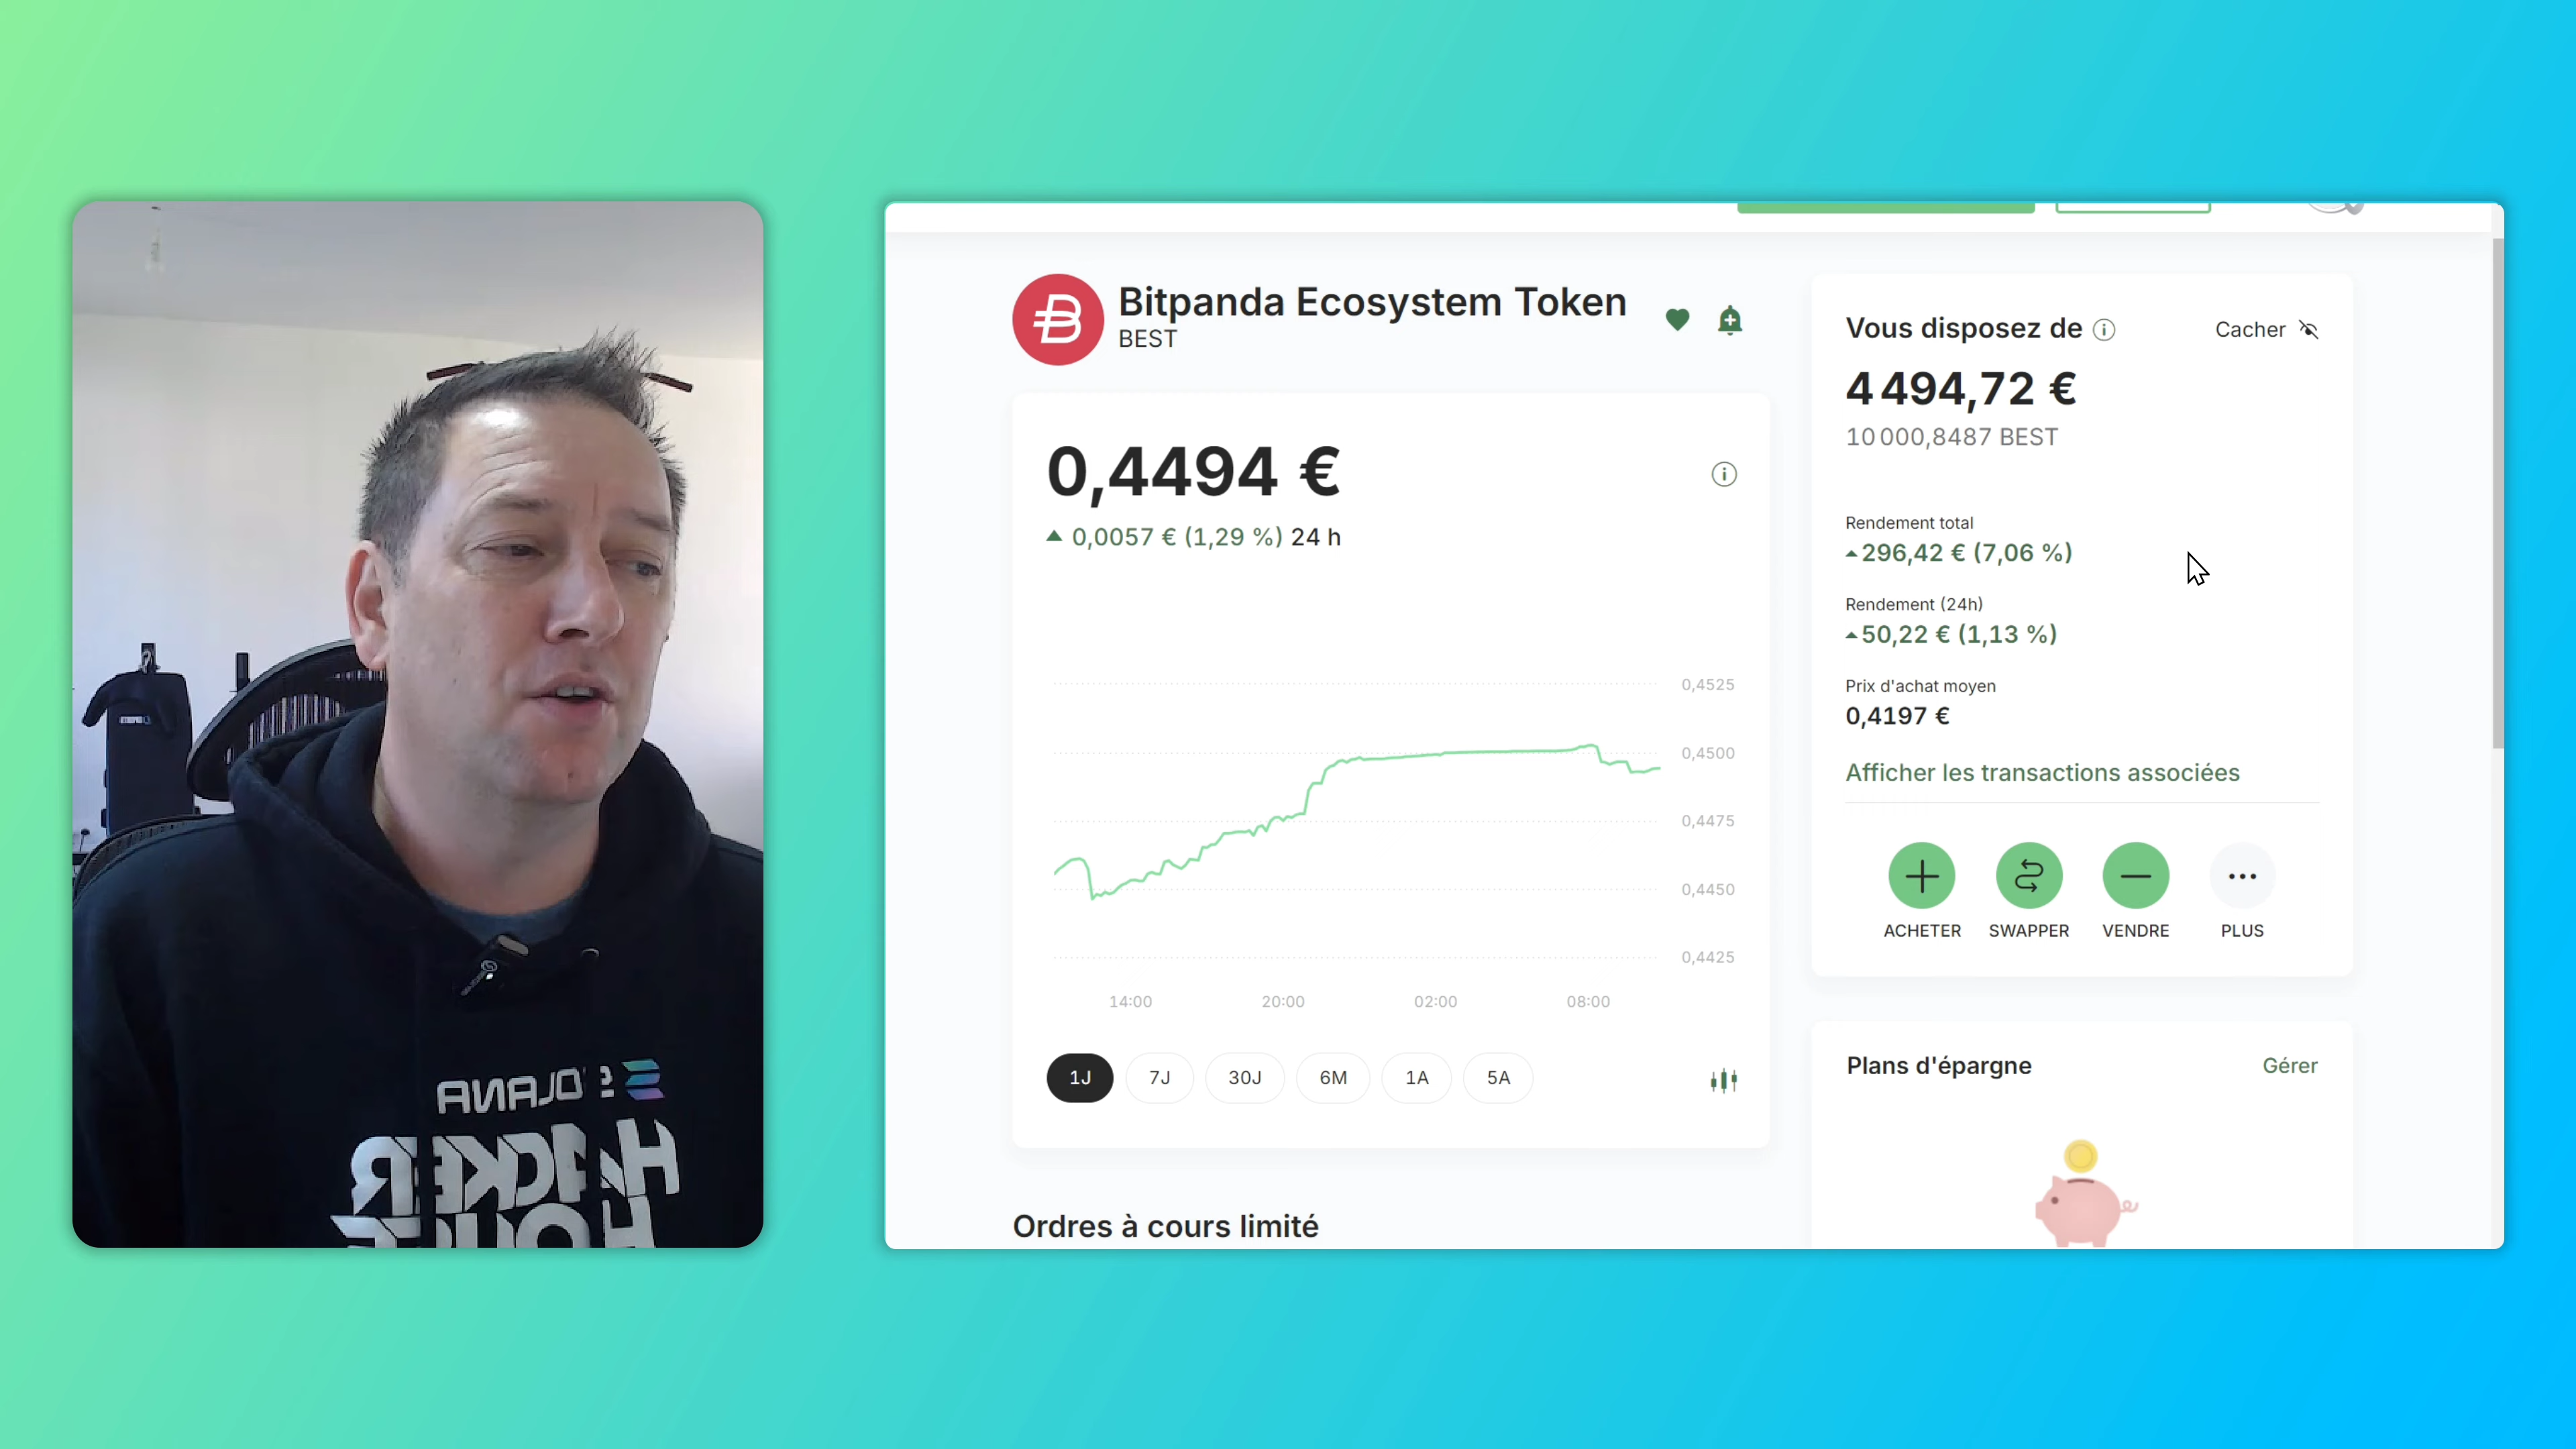 Bitpanda Ecosystem Token
BEST
0,4494 €
0,0057 € (1,29 %) 24 h
0,4525
0,4500
0,4475
0,4450
0,4425
14:00
20:00
02:00
08:00
1J
7J
30J
6M
1A
5A
Ordres à cours limité
Vous disposez de
Cacher
4 494,72 €
10 000,8487 BEST
Rendement total
296,42 € (7,06 %)
Rendement (24h)
50,22 € (1,13 %)
Prix d'achat moyen
0,4197 €
Afficher les transactions associées
ACHETER
SWAPPER
VENDRE
PLUS
Plans d'épargne
Gérer
SOLANA
HACKER
HOUSE